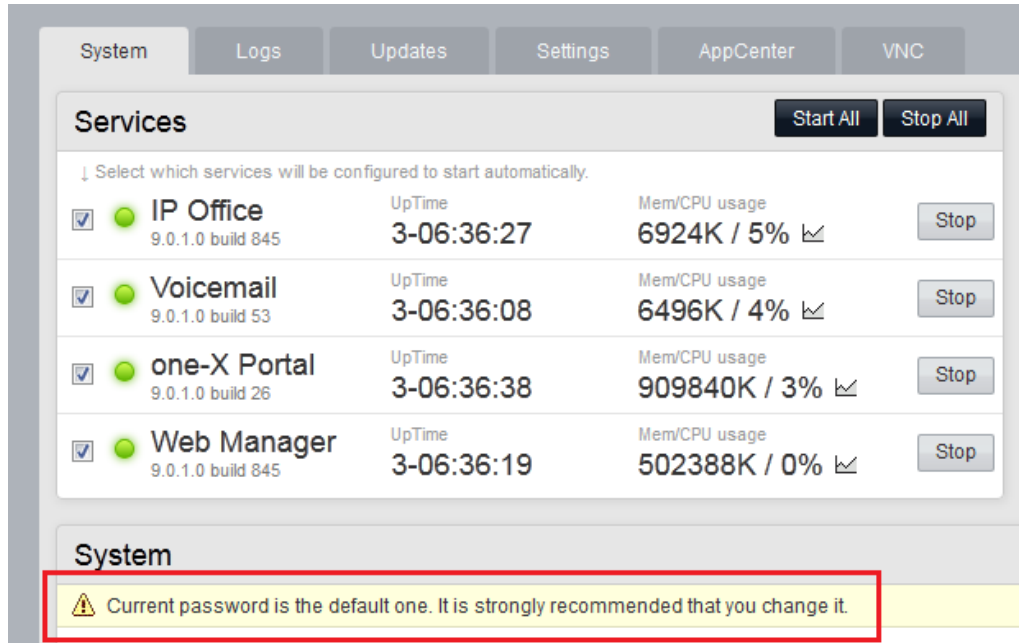 System Logs Updates Settings AppCenter VNC
Services Start All Stop All
↓ Select which services will be configured to start automatically.
IP Office UpTime Mem/CPU usage Stop
9.0.1.0 build 845 3-06:36:27 6924K / 5%
Voicemail UpTime Mem/CPU usage Stop
9.0.1.0 build 53 3-06:36:08 6496K / 4%
one-X Portal UpTime Mem/CPU usage Stop
9.0.1.0 build 26 3-06:36:38 909840K / 3%
Web Manager UpTime Mem/CPU usage Stop
9.0.1.0 build 845 3-06:36:19 502388K / 0%
System
Current password is the default one. It is strongly recommended that you change it.